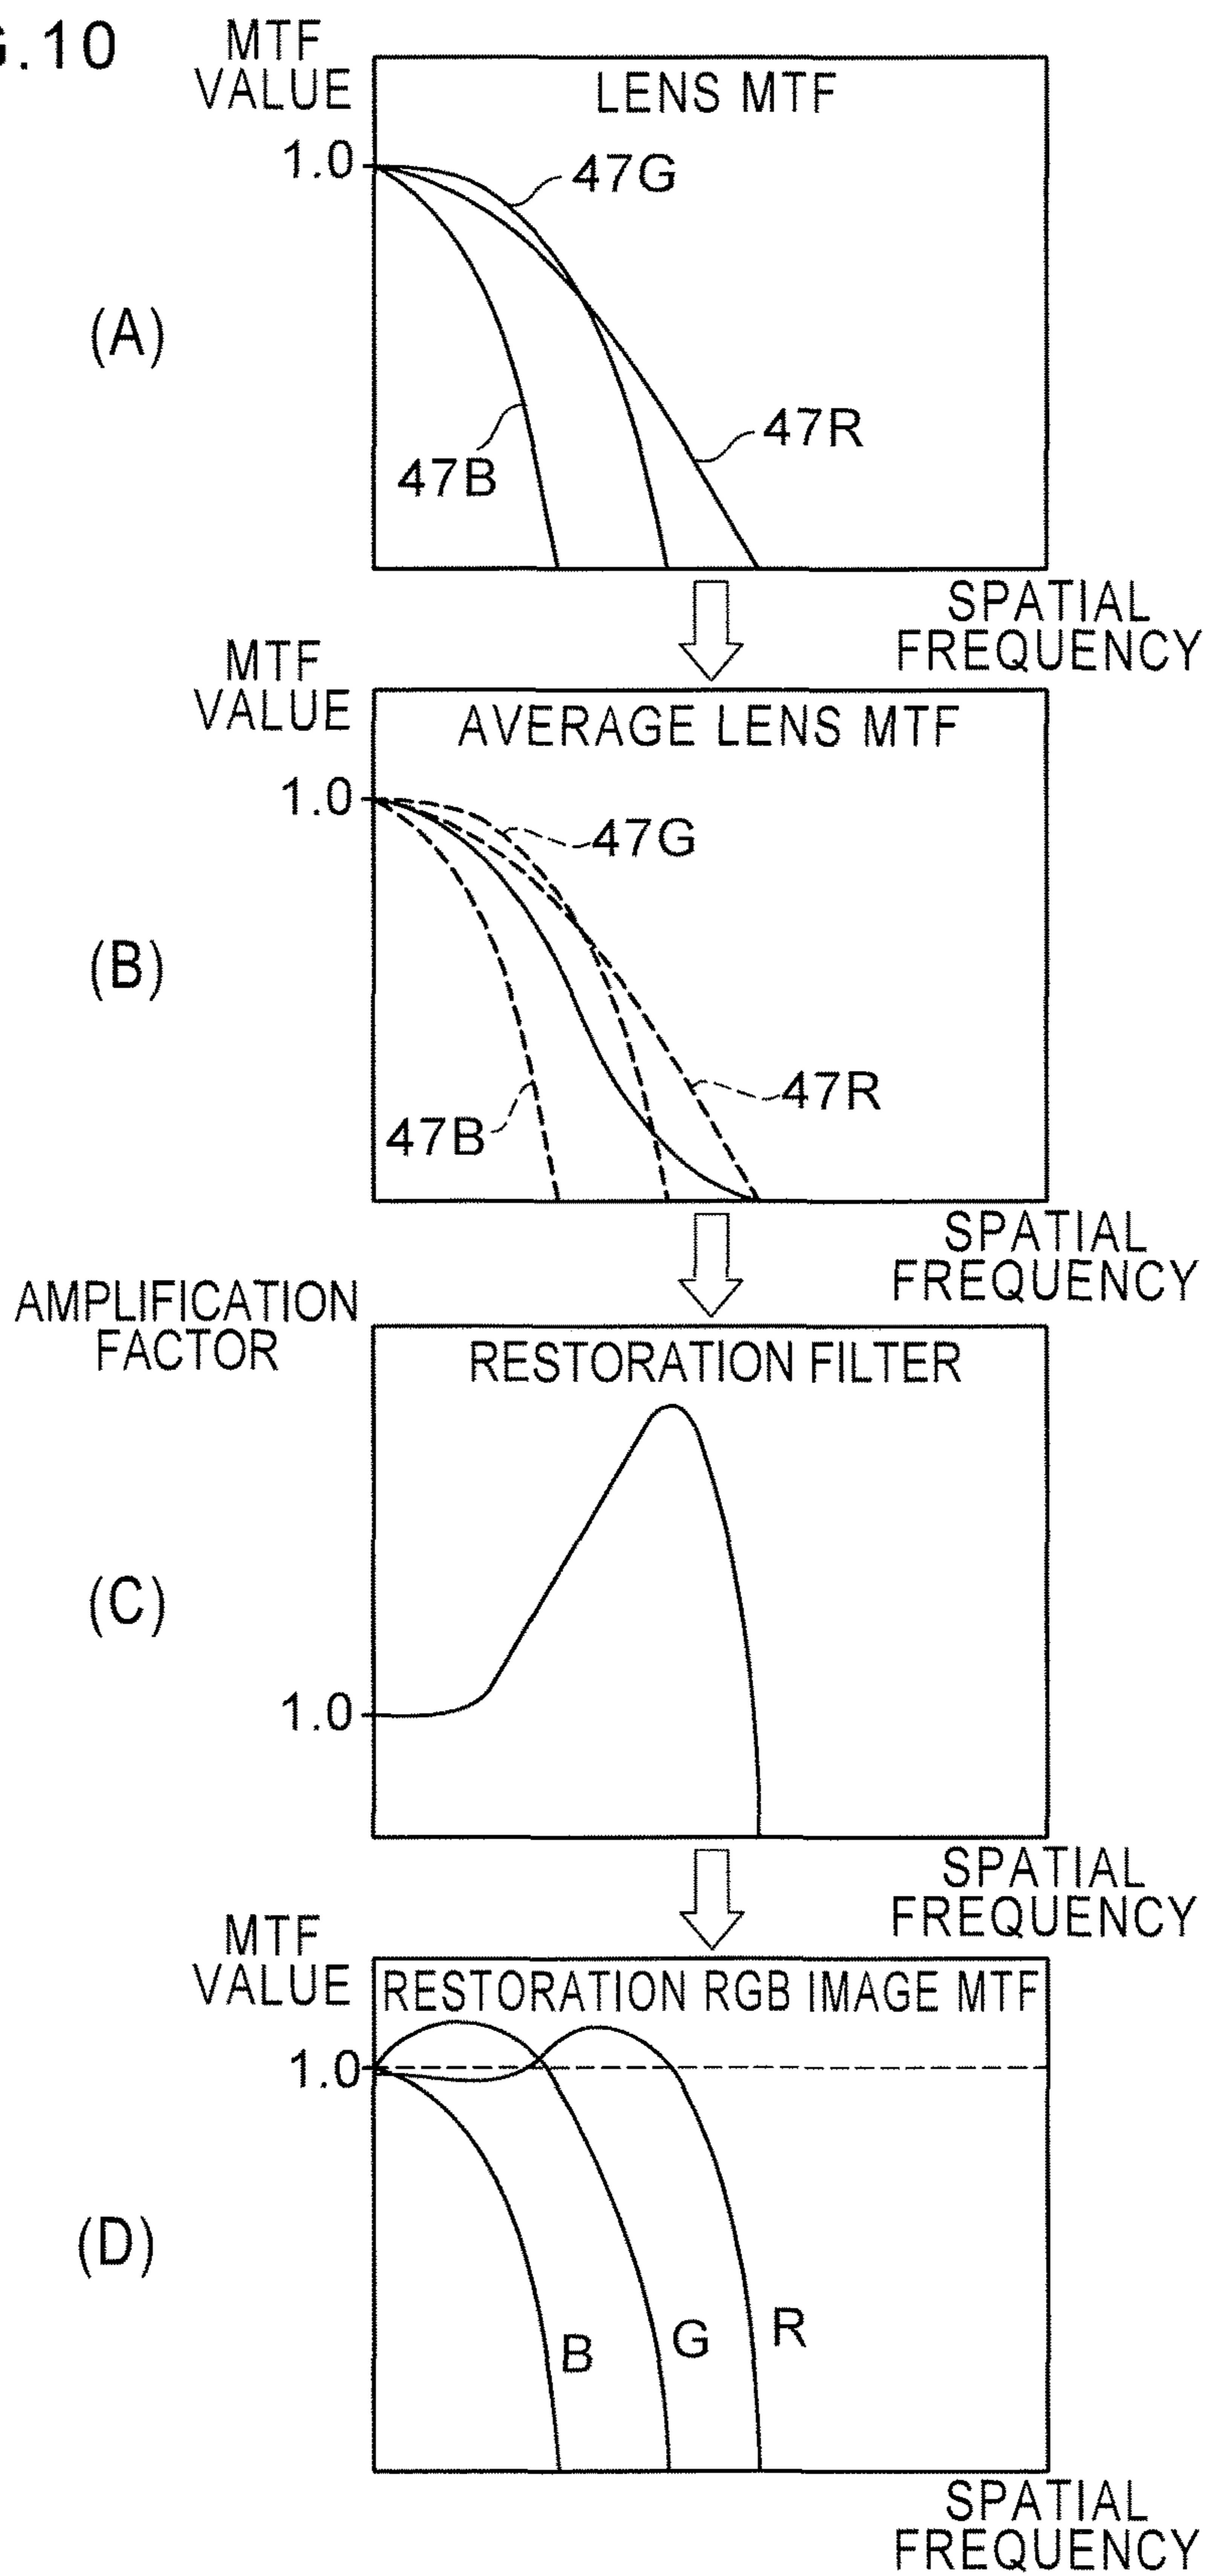 G.10
MTF
VALUE
LENS MTF
1.0
47G
(A)
47R
47B
SPATIAL
FREQUENCY
MTF
VALUE
AVERAGE LENS MTF
1.0
47G
(B)
47R
47B
SPATIAL
FREQUENCY
AMPLIFICATION
FACTOR
RESTORATION FILTER
(C)
1.0
SPATIAL
FREQUENCY
MTF
VALUE
RESTORATION RGB IMAGE MTF
1.0
(D)
B
G
R
SPATIAL
FREQUENCY